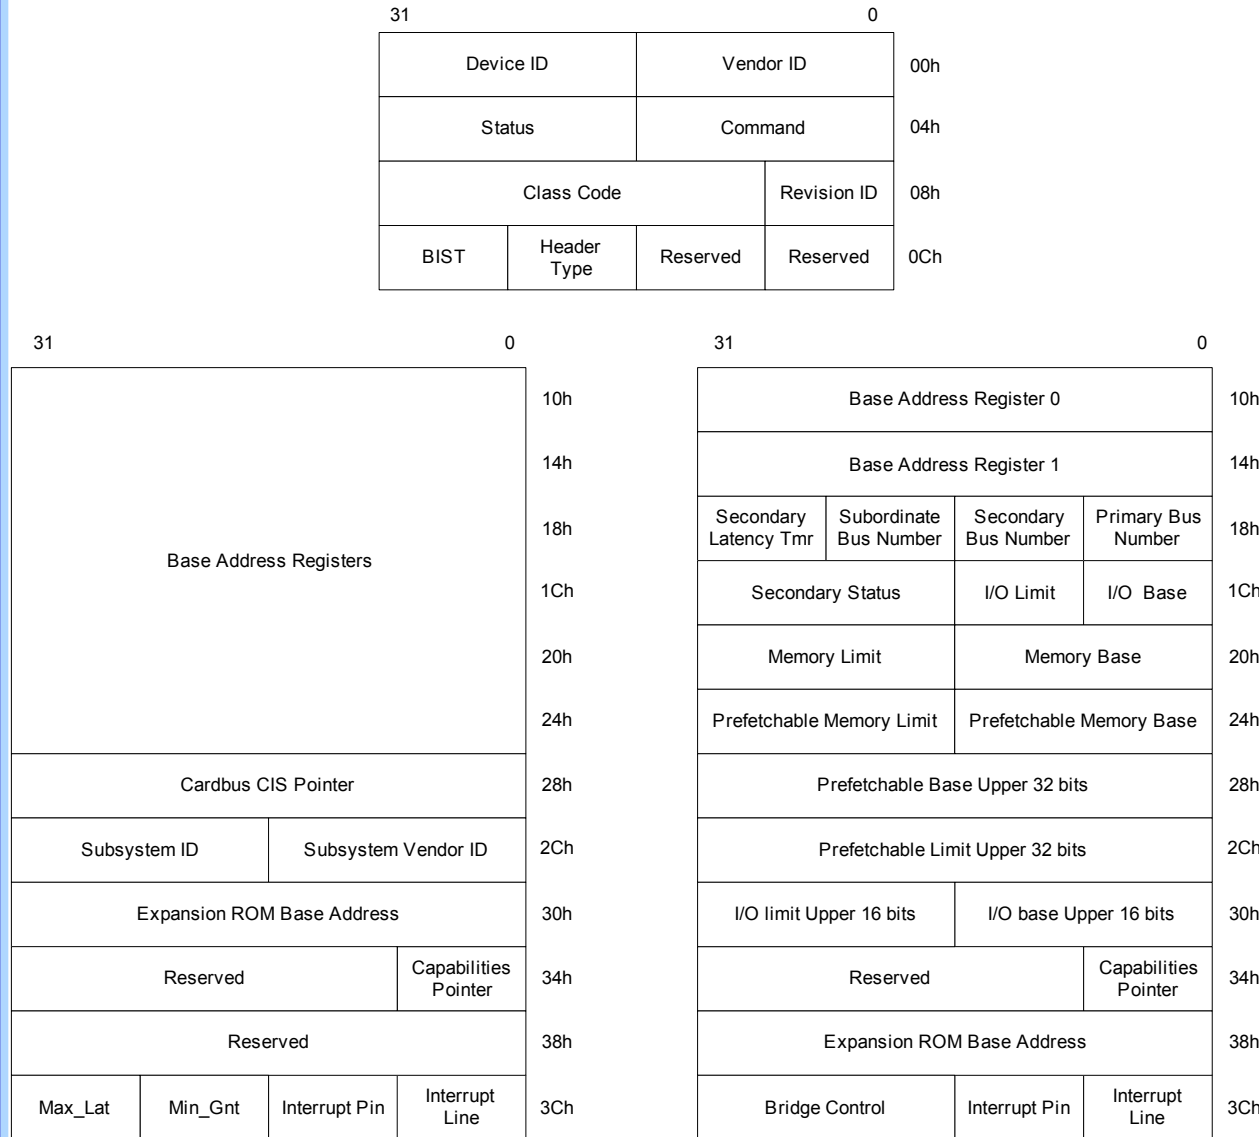 31 0
Device ID Vendor ID 00h
Status Command 04h
Class Code Revision ID 08h
BIST Header Type Reserved Reserved 0Ch
31 0
Base Address Registers
10h
14h
18h
1Ch
20h
24h
Cardbus CIS Pointer 28h
Subsystem ID Subsystem Vendor ID 2Ch
Expansion ROM Base Address 30h
Reserved Capabilities Pointer 34h
Reserved 38h
Max_Lat Min_Gnt Interrupt Pin Interrupt Line 3Ch
31 0
Base Address Register 0 10h
Base Address Register 1 14h
Secondary Latency Tmr Subordinate Bus Number Secondary Bus Number Primary Bus Number 18h
Secondary Status I/O Limit I/O Base 1Ch
Memory Limit Memory Base 20h
Prefetchable Memory Limit Prefetchable Memory Base 24h
Prefetchable Base Upper 32 bits 28h
Prefetchable Limit Upper 32 bits 2Ch
I/O limit Upper 16 bits I/O base Upper 16 bits 30h
Reserved Capabilities Pointer 34h
Expansion ROM Base Address 38h
Bridge Control Interrupt Pin Interrupt Line 3Ch